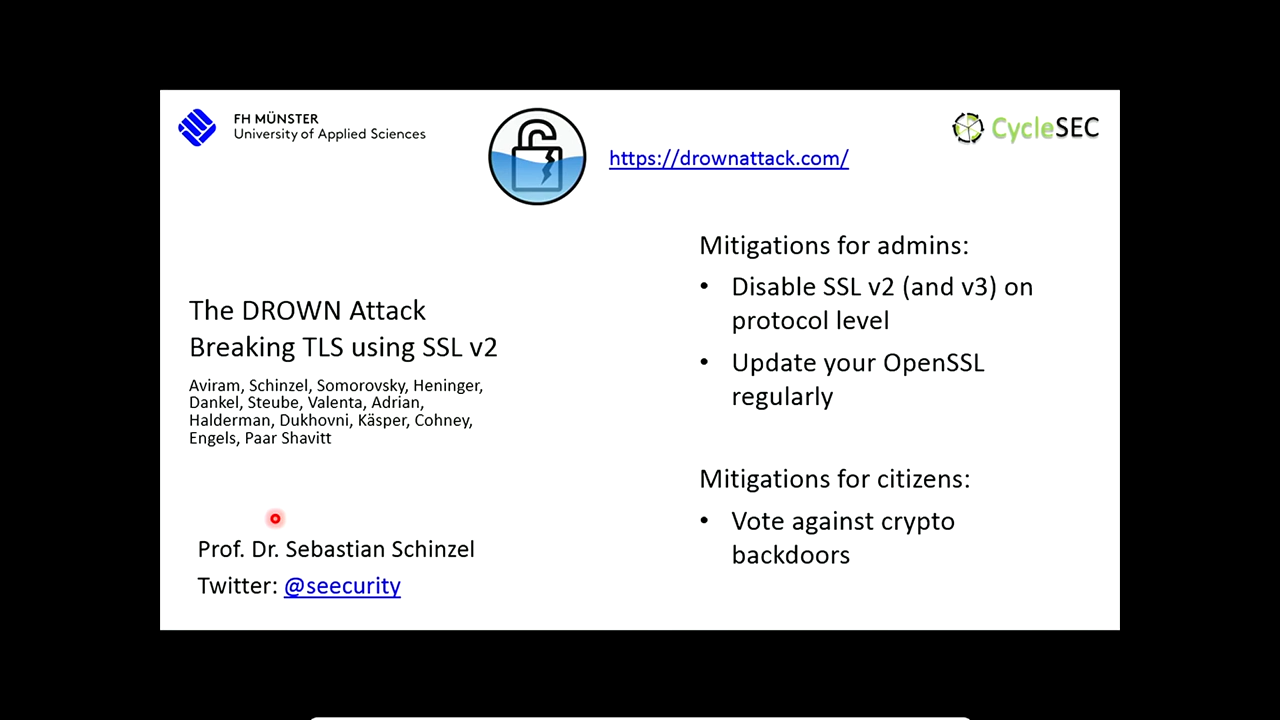 FH MÜNSTER
University of Applied Sciences
https://drownattack.com/
CycleSEC
The DROWN Attack
Breaking TLS using SSL v2
Aviram, Schinzel, Somorovsky, Heninger,
Dankel, Steube, Valenta, Adrian,
Halderman, Dukhovni, Käsper, Cohney,
Engels, Paar Shavitt
Prof. Dr. Sebastian Schinzel
Twitter: @seecurity
Mitigations for admins:
• Disable SSL v2 (and v3) on
protocol level
• Update your OpenSSL
regularly
Mitigations for citizens:
• Vote against crypto
backdoors